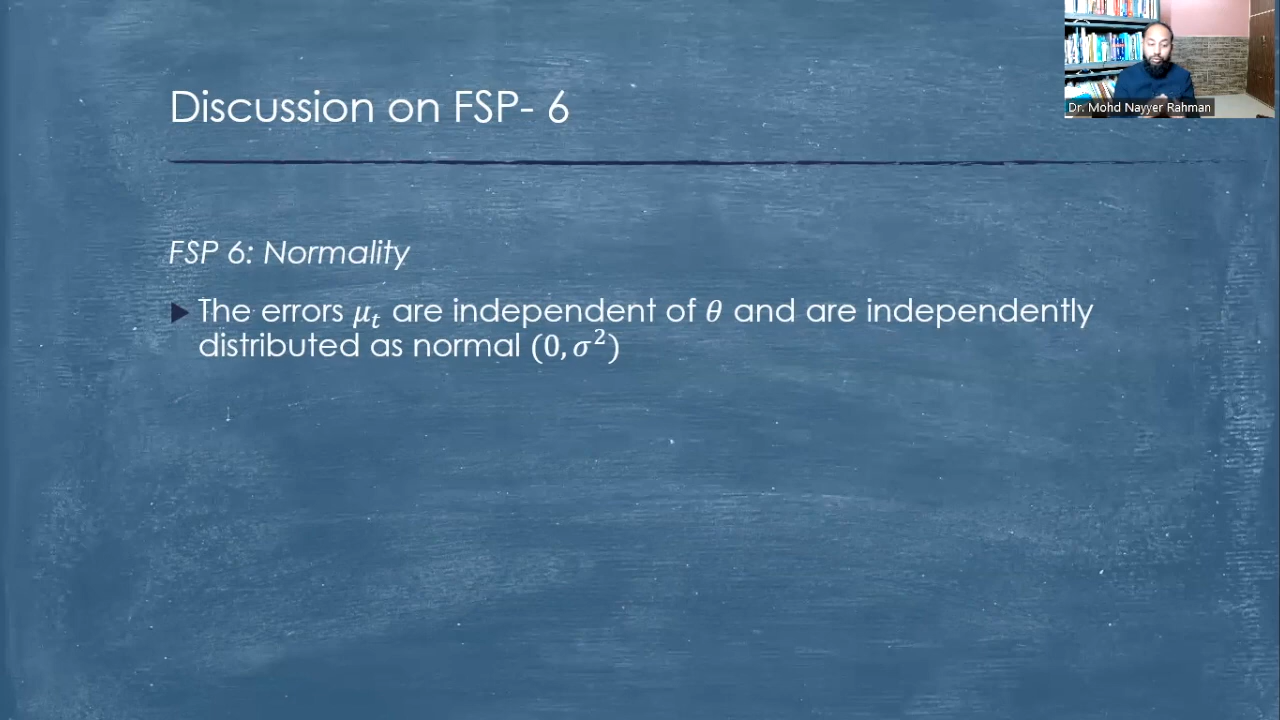 Discussion on FSP- 6
Dr. Mohd Nayyer Rahman
FSP 6: Normality
The errors 𝜇ₜ are independent of 𝜃 and are independently
distributed as normal (0, 𝜎²)